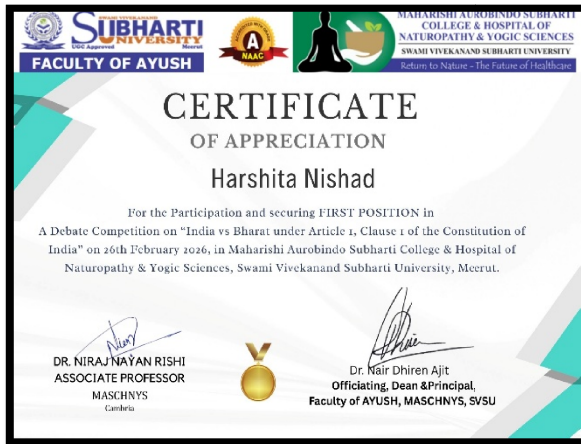 SWAMI VIVEKANAND
SUBHARTI
UNIVERSITY
UGC Approved Meerut
FACULTY OF AYUSH
A
NAAC
MAHARISHI AUROBINDO SUBHARTI
COLLEGE & HOSPITAL OF
NATUROPATHY & YOGIC SCIENCES
SWAMI VIVEKANAND SUBHARTI UNIVERSITY
Return to Nature - The Future of Healthcare
CERTIFICATE
OF APPRECIATION
Harshita Nishad
For the Participation and securing FIRST POSITION in
A Debate Competition on “India vs Bharat under Article 1, Clause 1 of the Constitution of
India” on 26th February 2026, in Maharishi Aurobindo Subharti College & Hospital of
Naturopathy & Yogic Sciences, Swami Vivekanand Subharti University, Meerut.
DR. NIRAJ NAYAN RISHI
ASSOCIATE PROFESSOR
MASCHNYS
Cambria
Dr. Nair Dhiren Ajit
Officiating, Dean &Principal,
Faculty of AYUSH, MASCHNYS, SVSU